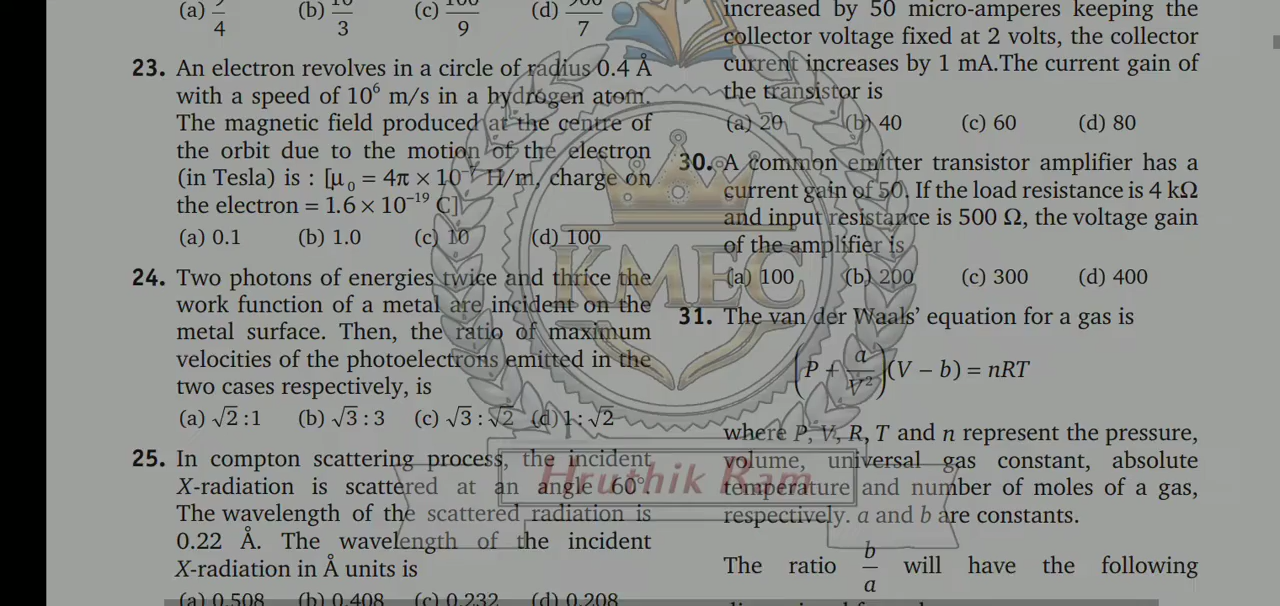 (a) 9/4 (b) 10/3 (c) 100/9 (d) 900/7
23. An electron revolves in a circle of radius 0.4 Å
with a speed of 10⁶ m/s in a hydrogen atom.
The magnetic field produced at the centre of
the orbit due to the motion of the electron
(in Tesla) is : [μ₀ = 4π × 10⁻⁷ H/m, charge on
the electron = 1.6 × 10⁻¹⁹ C]
(a) 0.1 (b) 1.0 (c) 10 (d) 100
24. Two photons of energies twice and thrice the
work function of a metal are incident on the
metal surface. Then, the ratio of maximum
velocities of the photoelectrons emitted in the
two cases respectively, is
(a) √2 : 1 (b) √3 : 3 (c) √3 : √2 (d) 1 : √2
25. In compton scattering process, the incident
X-radiation is scattered at an angle 60°.
The wavelength of the scattered radiation is
0.22 Å. The wavelength of the incident
X-radiation in Å units is
(a) 0.508 (b) 0.408 (c) 0.232 (d) 0.208
increased by 50 micro-amperes keeping the
collector voltage fixed at 2 volts, the collector
current increases by 1 mA.The current gain of
the transistor is
(a) 20 (b) 40 (c) 60 (d) 80
30. A common emitter transistor amplifier has a
current gain of 50. If the load resistance is 4 kΩ
and input resistance is 500 Ω, the voltage gain
of the amplifier is
(a) 100 (b) 200 (c) 300 (d) 400
31. The van der Waals' equation for a gas is
(P + a/V²)(V – b) = nRT
where P, V, R, T and n represent the pressure,
volume, universal gas constant, absolute
temperature and number of moles of a gas,
respectively. a and b are constants.
The ratio b/a will have the following
KMEC
Hruthik Ram